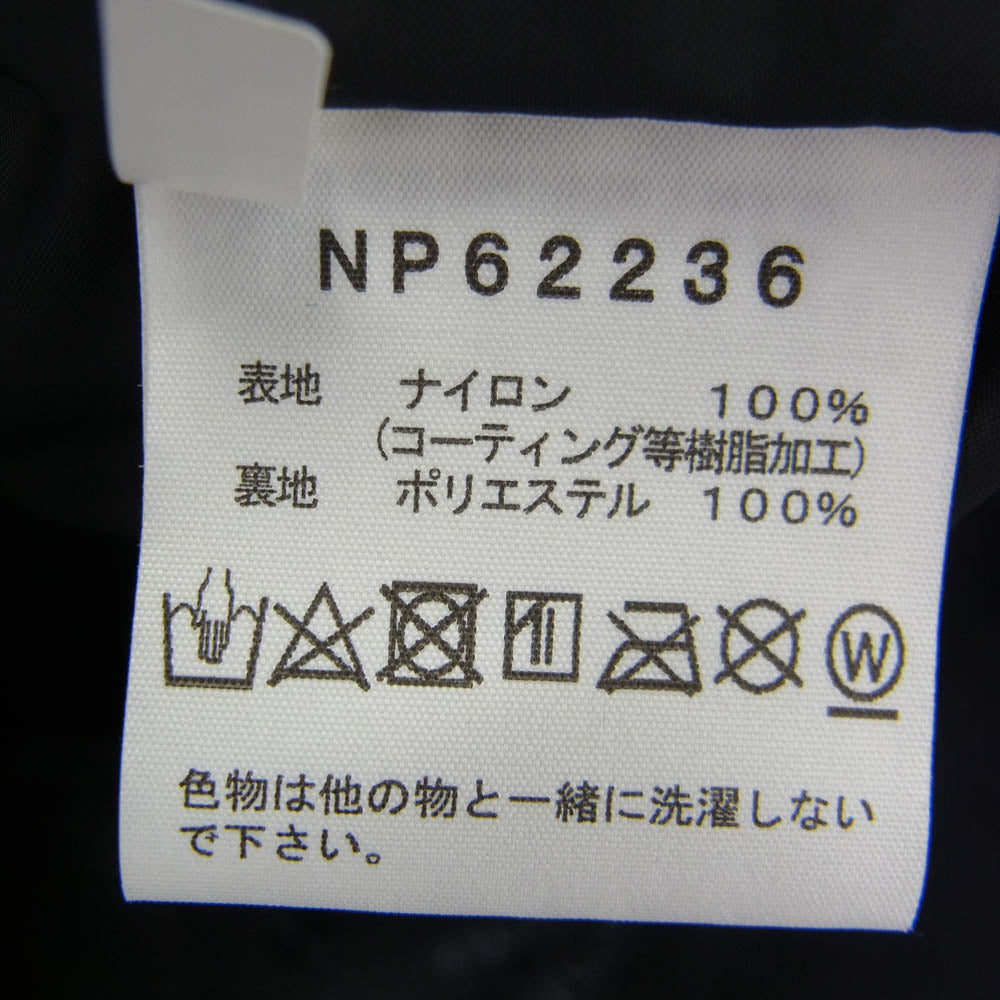 NP62236
表地 ナイロン 100%
(コーティング等樹脂加工)
裏地 ポリエステル 100%
W
色物は他の物と一緒に洗濯しない
で下さい。